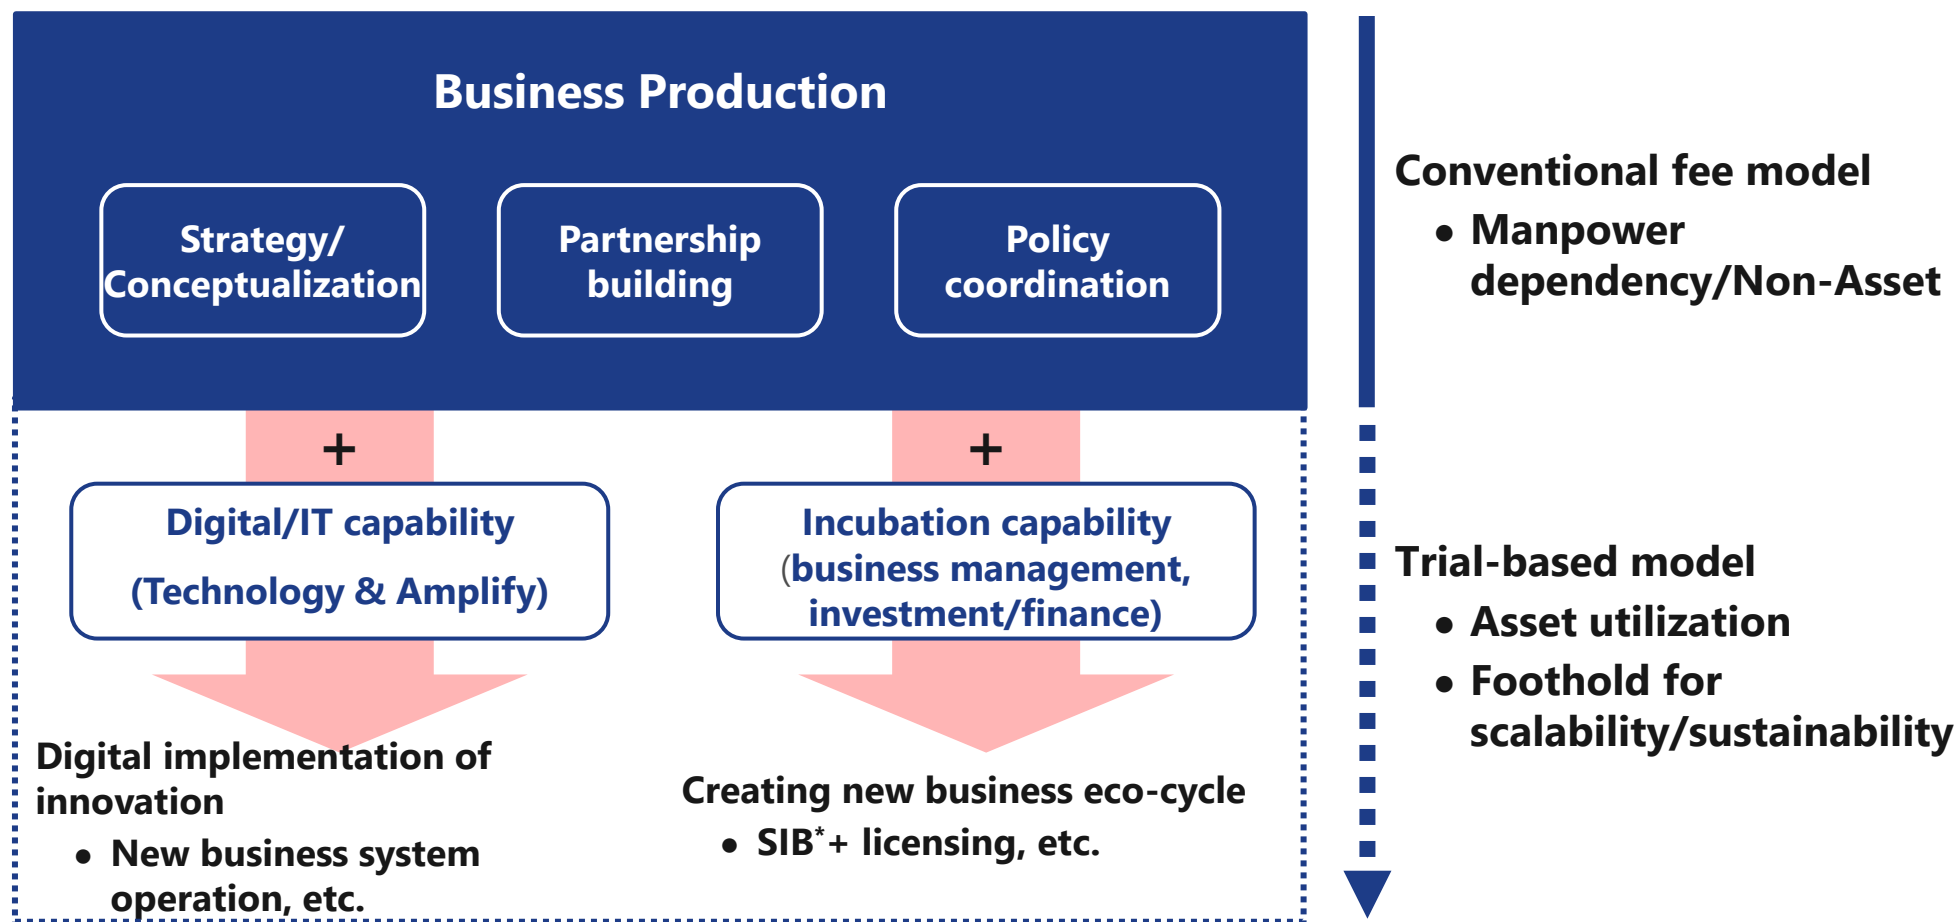 Business Production
Strategy/
Conceptualization
Partnership
building
Policy
coordination
Conventional fee model
● Manpower
dependency/Non-Asset
+
+
Digital/IT capability
(Technology & Amplify)
Incubation capability
(business management,
investment/finance)
Trial-based model
● Asset utilization
● Foothold for
scalability/sustainability
Digital implementation of
innovation
● New business system
operation, etc.
Creating new business eco-cycle
● SIB*+ licensing, etc.